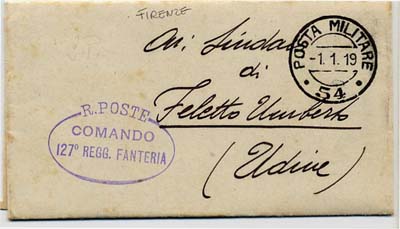 FIRENZE
Al Sindaco
di
Feletto Umberto
(Udine)
POSTA MILITARE
-1.1.19
• 54 •
R. POSTE
COMANDO
127° REGG. FANTERIA